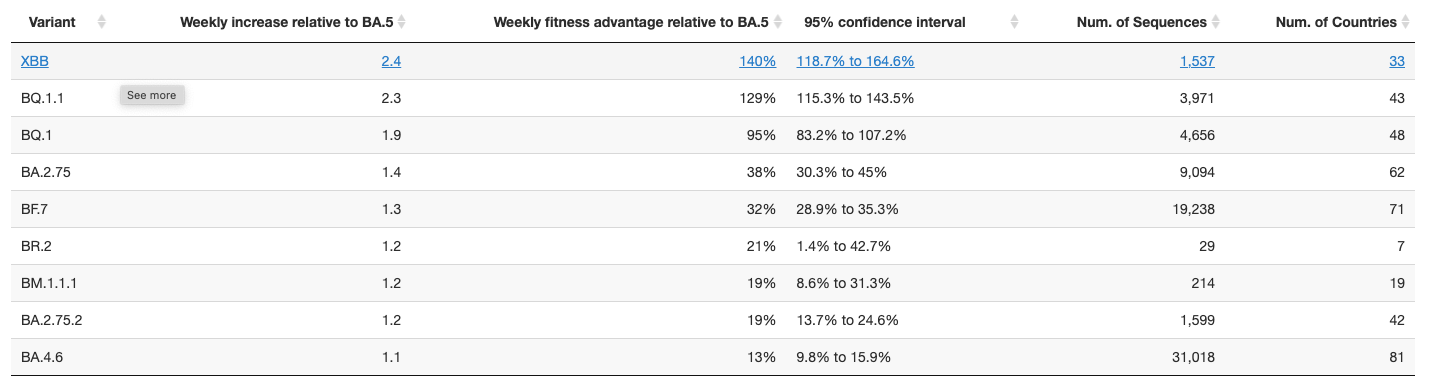 Variant Weekly increase relative to BA.5 Weekly fitness advantage relative to BA.5 95% confidence interval Num. of Sequences Num. of Countries
XBB 2.4 140% 118.7% to 164.6% 1,537 33
See more
BQ.1.1 2.3 129% 115.3% to 143.5% 3,971 43
BQ.1 1.9 95% 83.2% to 107.2% 4,656 48
BA.2.75 1.4 38% 30.3% to 45% 9,094 62
BF.7 1.3 32% 28.9% to 35.3% 19,238 71
BR.2 1.2 21% 1.4% to 42.7% 29 7
BM.1.1.1 1.2 19% 8.6% to 31.3% 214 19
BA.2.75.2 1.2 19% 13.7% to 24.6% 1,599 42
BA.4.6 1.1 13% 9.8% to 15.9% 31,018 81